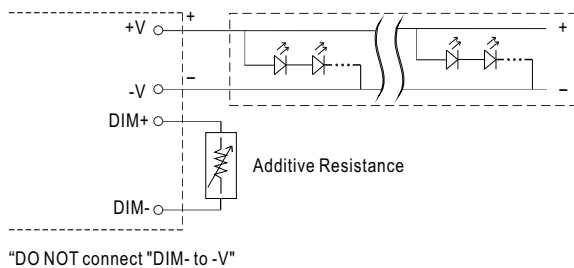 +V
+
+
-V
−
−
DIM+
Additive Resistance
DIM-
“DO NOT connect "DIM- to -V"